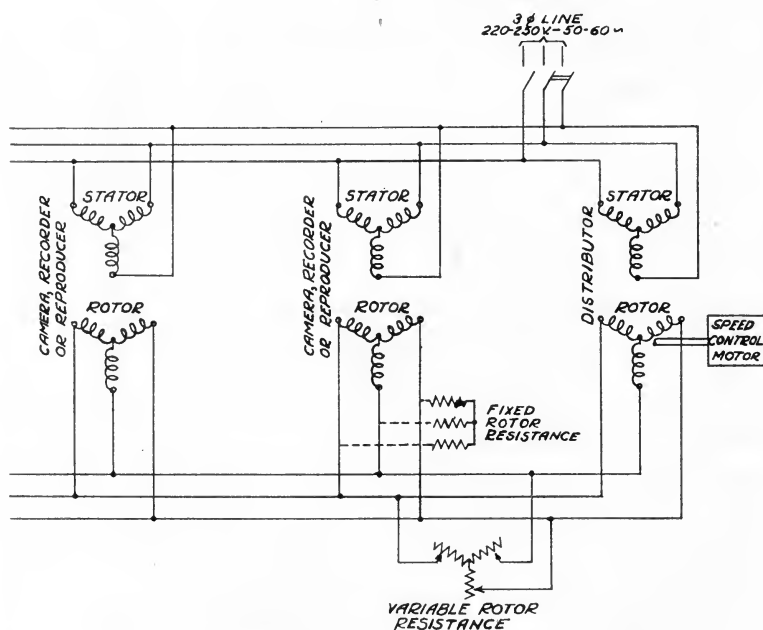 3 φ LINE
220-250V.-50-60~
STATOR
CAMERA, RECORDER
OR REPRODUCER
ROTOR
STATOR
CAMERA, RECORDER
OR REPRODUCER
ROTOR
STATOR
DISTRIBUTOR
ROTOR
SPEED
CONTROL
MOTOR
FIXED
ROTOR
RESISTANCE
VARIABLE ROTOR
RESISTANCE